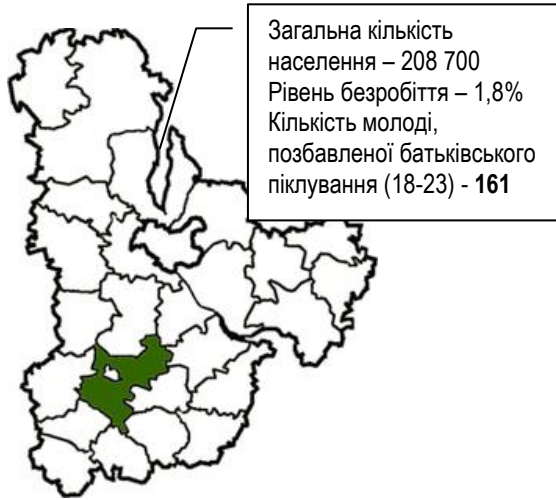 Загальна кількість
населення – 208 700
Рівень безробіття – 1,8%
Кількість молоді,
позбавленої батьківського
піклування (18-23) - 161